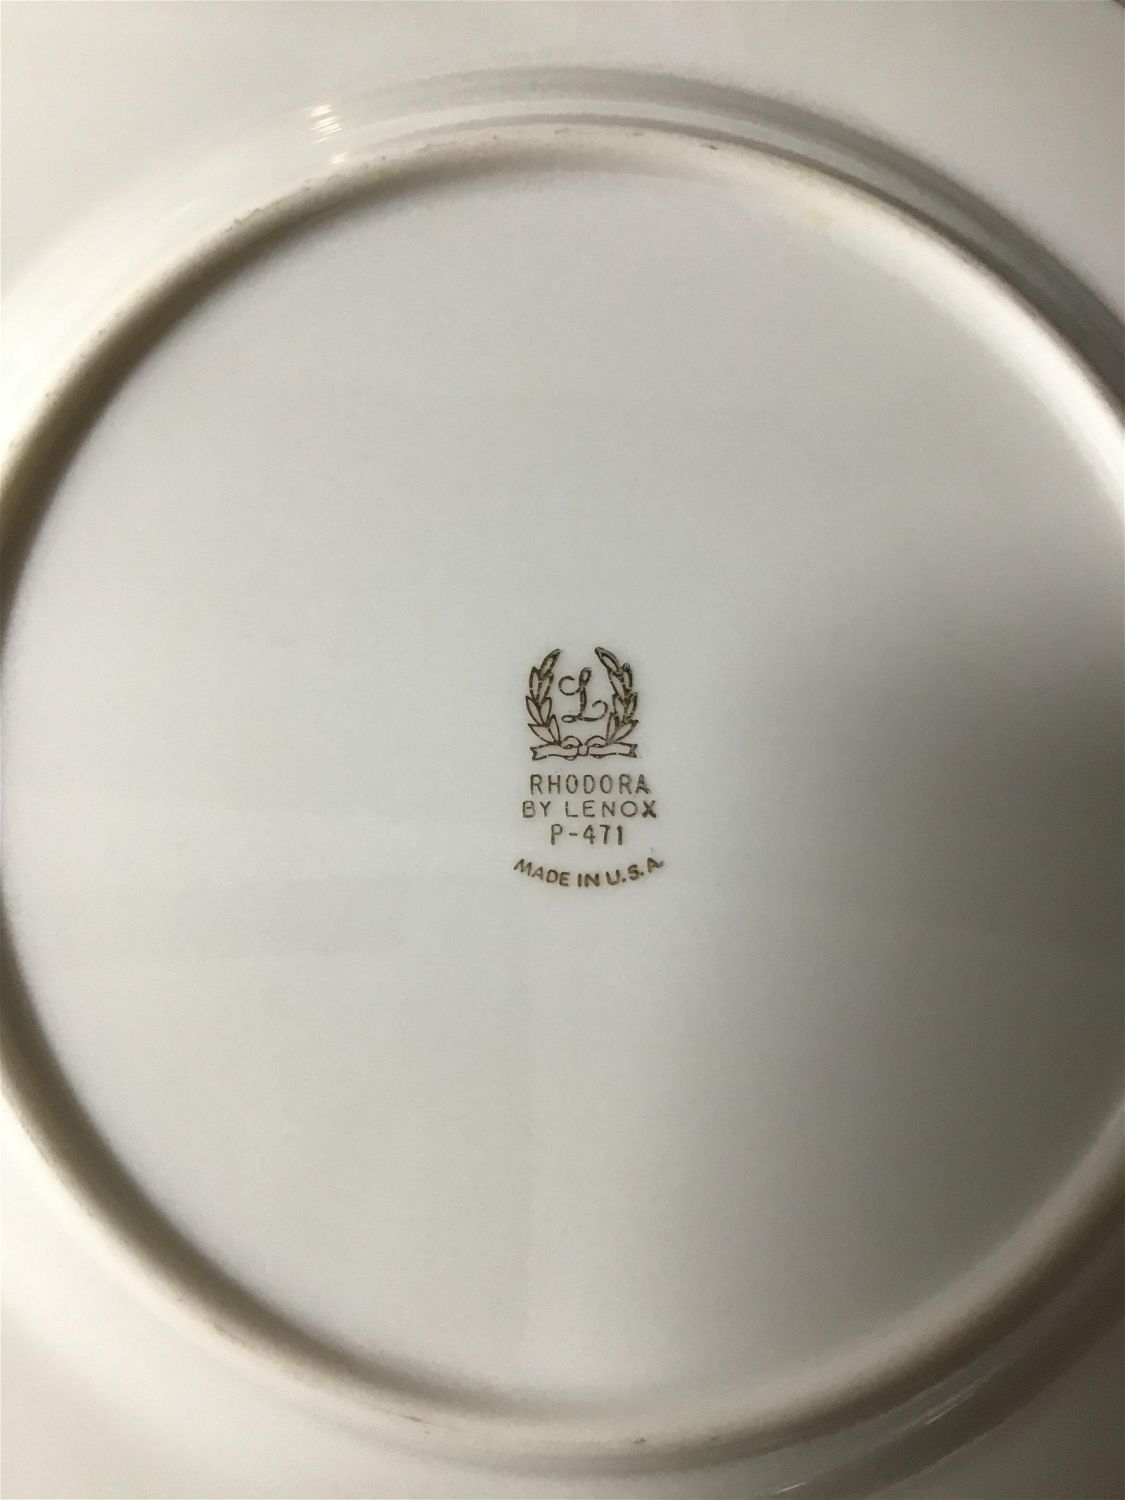 L
RHODORA
BY LENOX
P-471
MADE IN U.S.A.